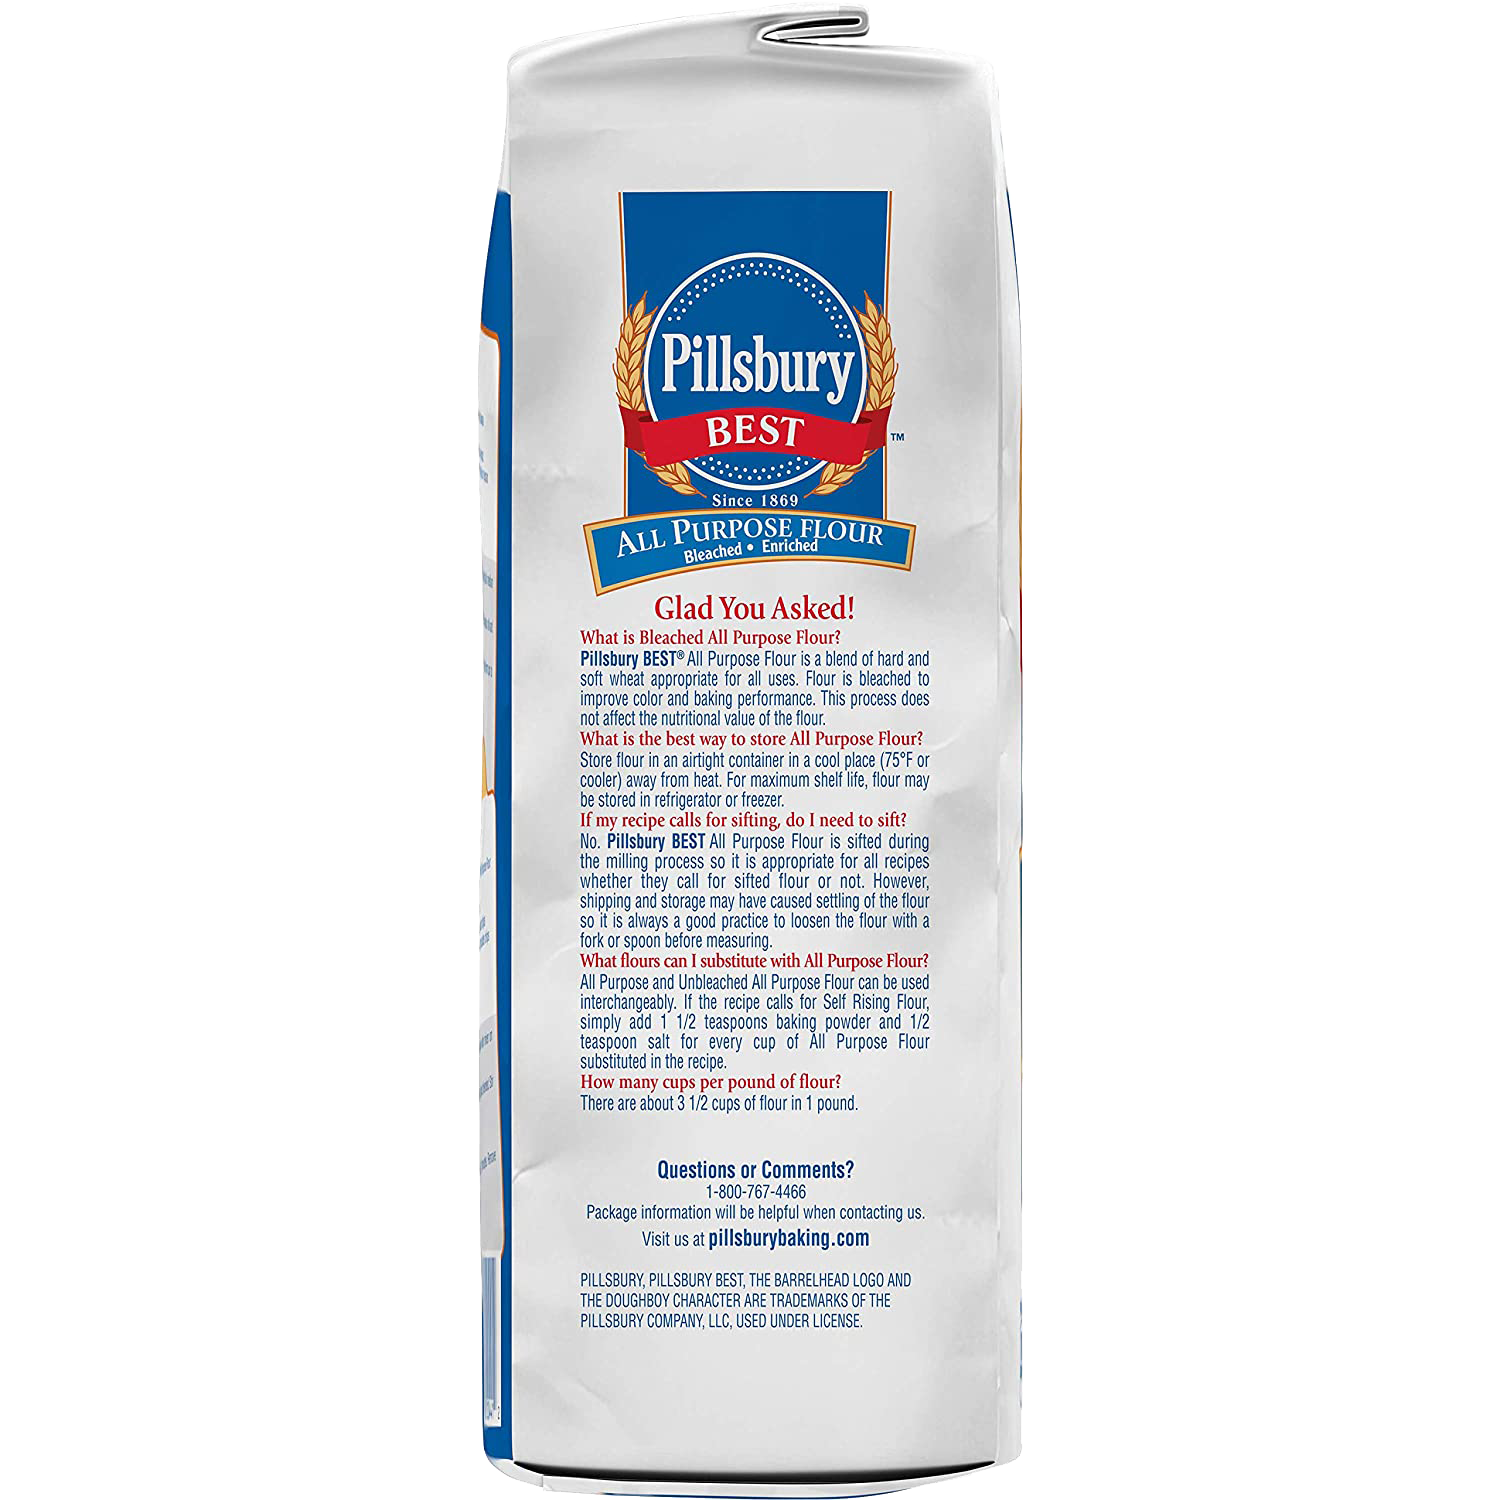 Pillsbury
BEST
TM
Since 1869
ALL PURPOSE FLOUR
Bleached • Enriched
Glad You Asked!
What is Bleached All Purpose Flour?
Pillsbury BEST® All Purpose Flour is a blend of hard and
soft wheat appropriate for all uses. Flour is bleached to
improve color and baking performance. This process does
not affect the nutritional value of the flour.
What is the best way to store All Purpose Flour?
Store flour in an airtight container in a cool place (75°F or
cooler) away from heat. For maximum shelf life, flour may
be stored in refrigerator or freezer.
If my recipe calls for sifting, do I need to sift?
No. Pillsbury BEST All Purpose Flour is sifted during
the milling process so it is appropriate for all recipes
whether they call for sifted flour or not. However,
shipping and storage may have caused settling of the flour
so it is always a good practice to loosen the flour with a
fork or spoon before measuring.
What flours can I substitute with All Purpose Flour?
All Purpose and Unbleached All Purpose Flour can be used
interchangeably. If the recipe calls for Self Rising Flour,
simply add 1 1/2 teaspoons baking powder and 1/2
teaspoon salt for every cup of All Purpose Flour
substituted in the recipe.
How many cups per pound of flour?
There are about 3 1/2 cups of flour in 1 pound.
Questions or Comments?
1-800-767-4466
Package information will be helpful when contacting us.
Visit us at pillsburybaking.com
PILLSBURY, PILLSBURY BEST, THE BARRELHEAD LOGO AND
THE DOUGHBOY CHARACTER ARE TRADEMARKS OF THE
PILLSBURY COMPANY, LLC, USED UNDER LICENSE.